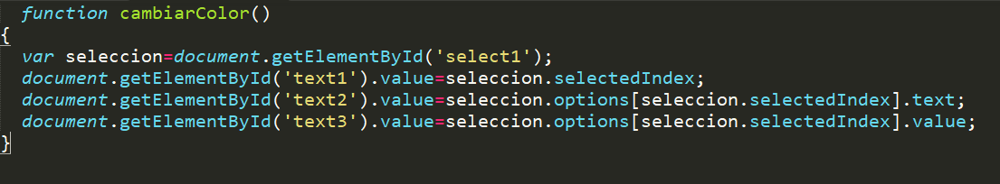 function cambiarColor()
{
var seleccion=document.getElementById('select1');
document.getElementById('text1').value=seleccion.selectedIndex;
document.getElementById('text2').value=seleccion.options[seleccion.selectedIndex].text;
document.getElementById('text3').value=seleccion.options[seleccion.selectedIndex].value;
}